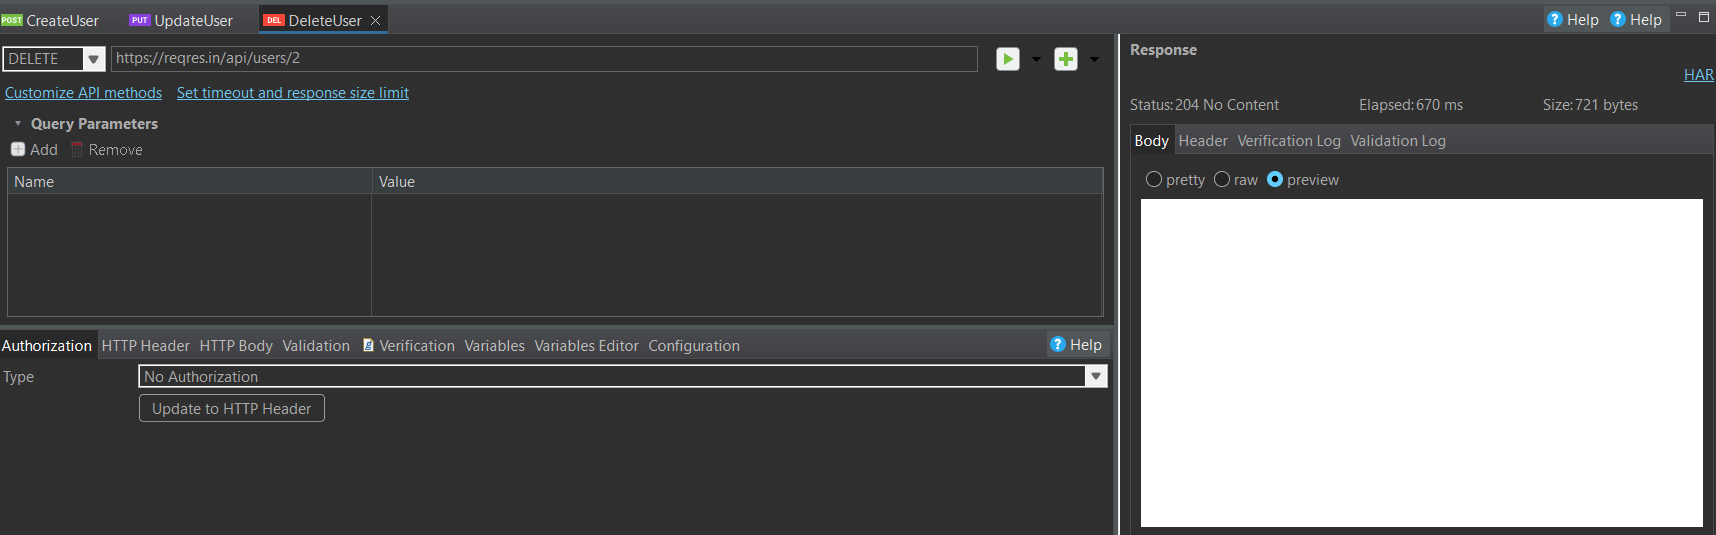 POST CreateUser PUT UpdateUser DEL DeleteUser Help Help
DELETE https://reqres.in/api/users/2
Customize API methods Set timeout and response size limit
Query Parameters
Add Remove
Name Value
Authorization HTTP Header HTTP Body Validation Verification Variables Variables Editor Configuration Help
Type No Authorization
Update to HTTP Header
Response
HAR
Status: 204 No Content Elapsed: 670 ms Size: 721 bytes
Body Header Verification Log Validation Log
pretty raw preview